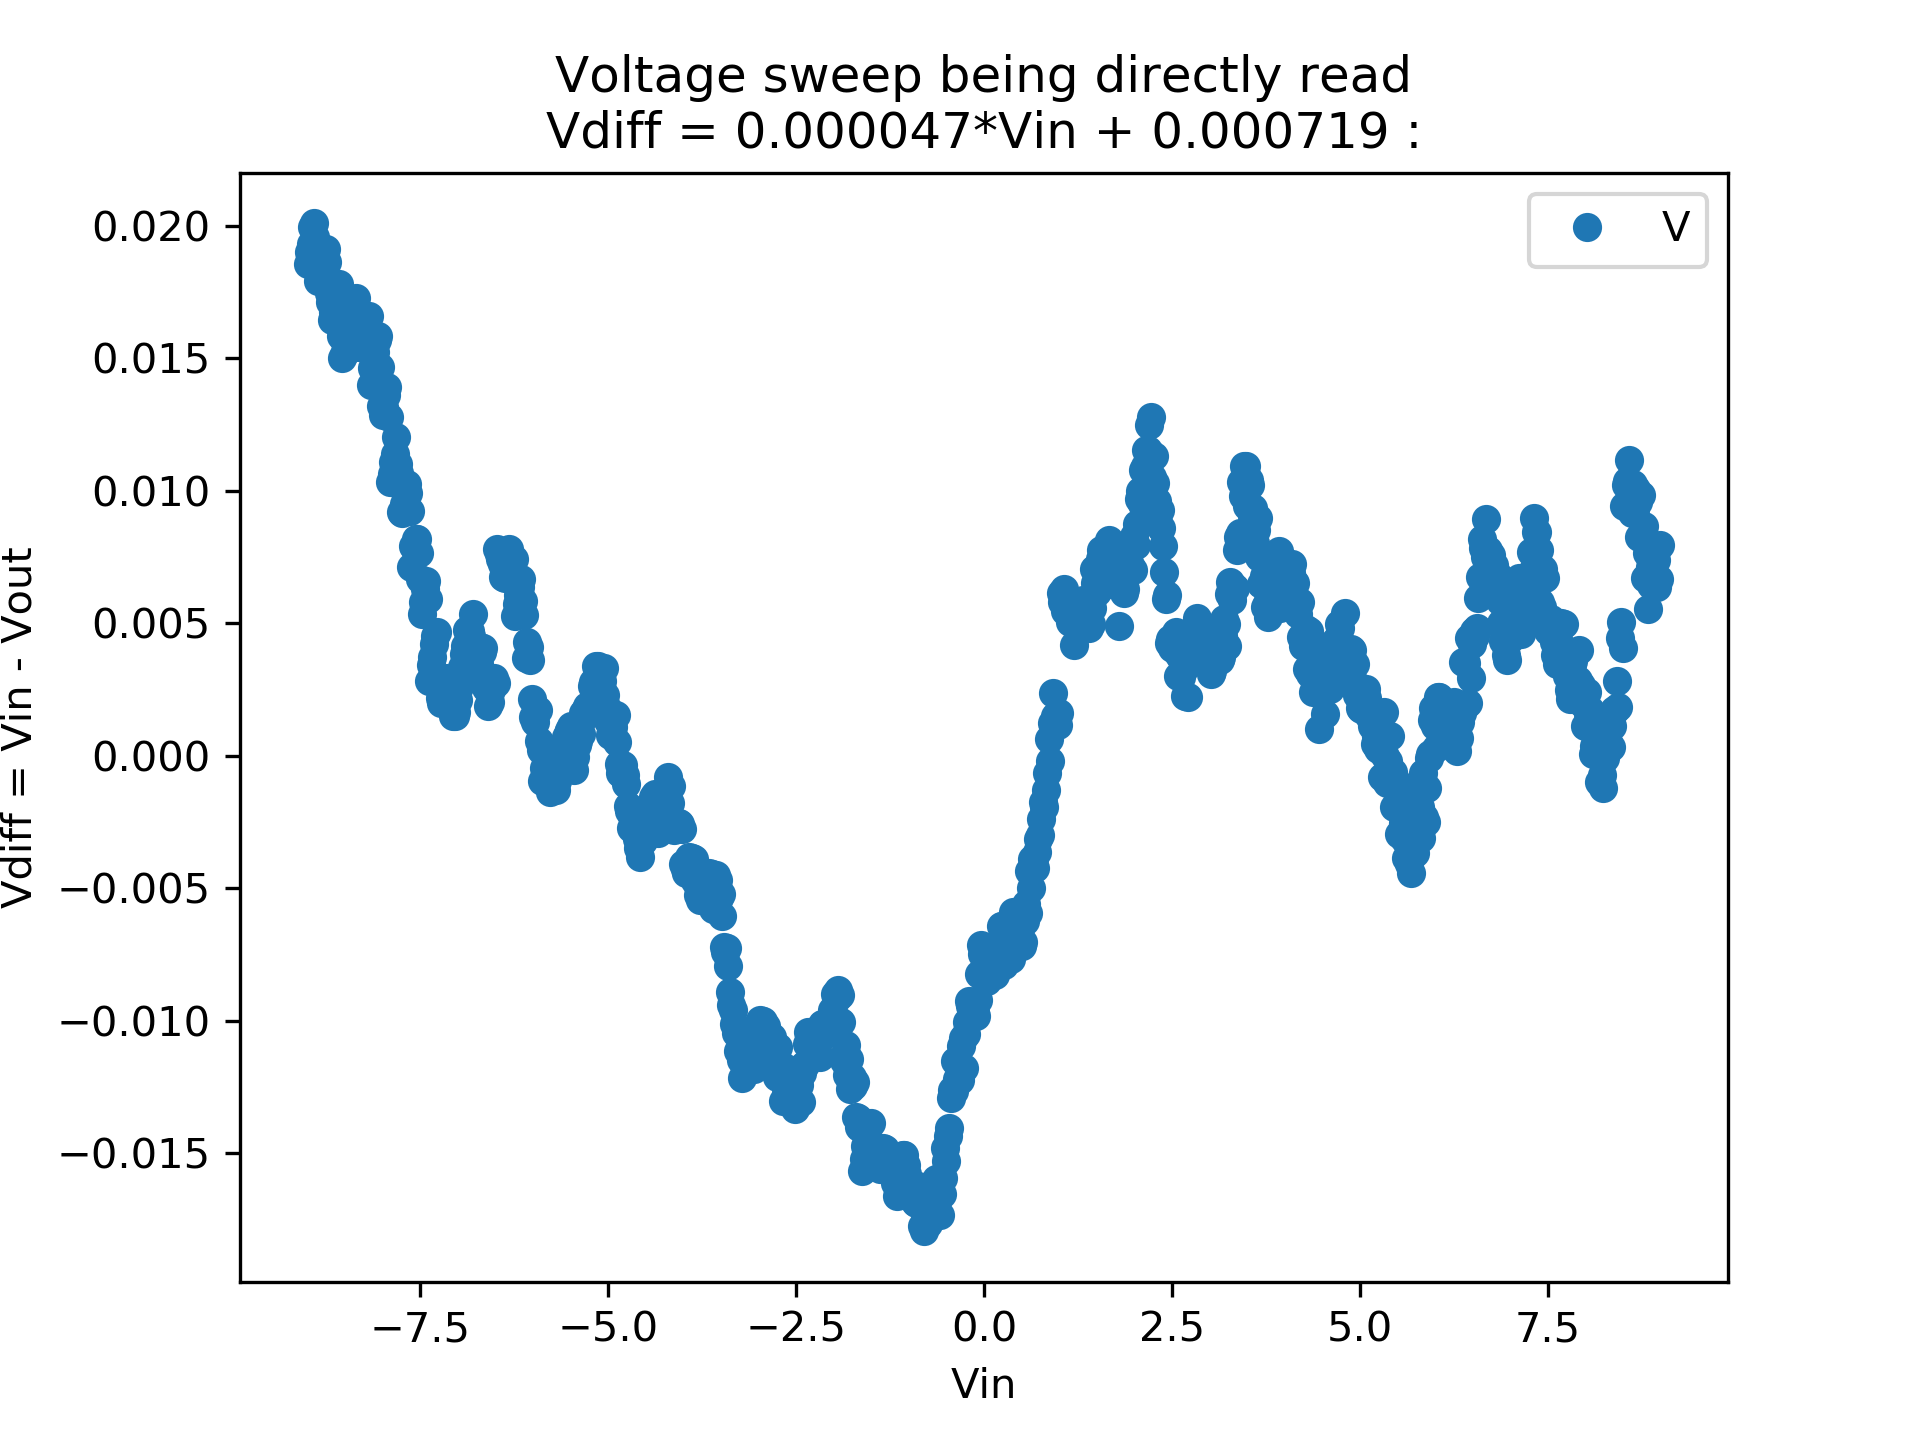 Voltage sweep being directly read
Vdiff = 0.000047*Vin + 0.000719 :
V
0.020
0.015
0.010
0.005
0.000
−0.005
−0.010
−0.015
Vdiff = Vin - Vout
−7.5 −5.0 −2.5 0.0 2.5 5.0 7.5
Vin